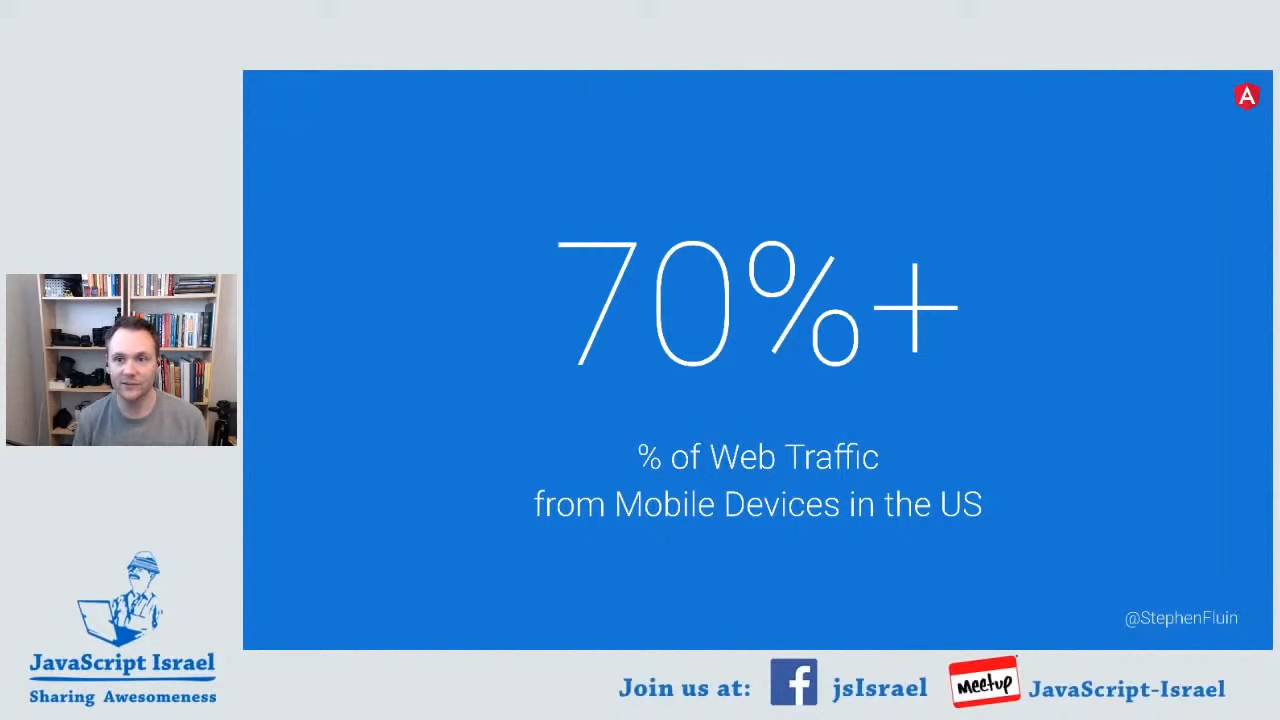 A
70%+
% of Web Traffic
from Mobile Devices in the US
@StephenFluin
JavaScript Israel
Sharing Awesomeness
Join us at:
f
jsIsrael
Meetup
JavaScript-Israel